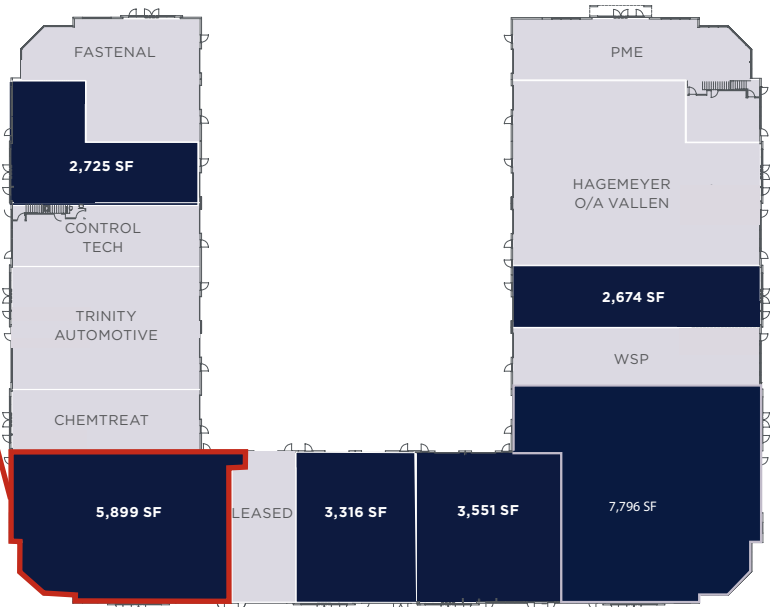 FASTENAL
PME
2,725 SF
HAGEMEYER
O/A VALLEN
CONTROL
TECH
2,674 SF
TRINITY
AUTOMOTIVE
WSP
CHEMTREAT
5,899 SF
LEASED
3,316 SF
3,551 SF
7,796 SF